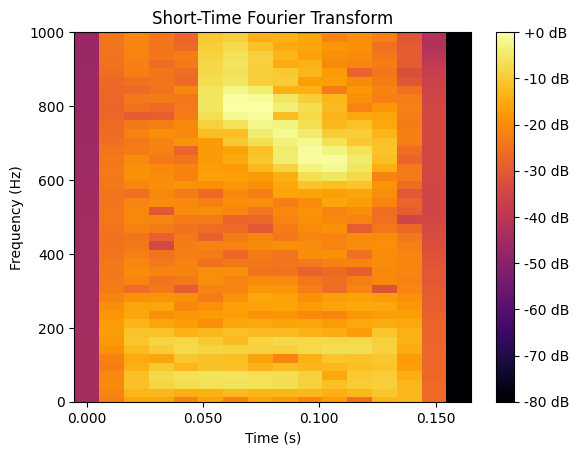 Short-Time Fourier Transform
1000
800
600
400
200
0
Frequency (Hz)
0.000
0.050
0.100
0.150
Time (s)
+0 dB
-10 dB
-20 dB
-30 dB
-40 dB
-50 dB
-60 dB
-70 dB
-80 dB